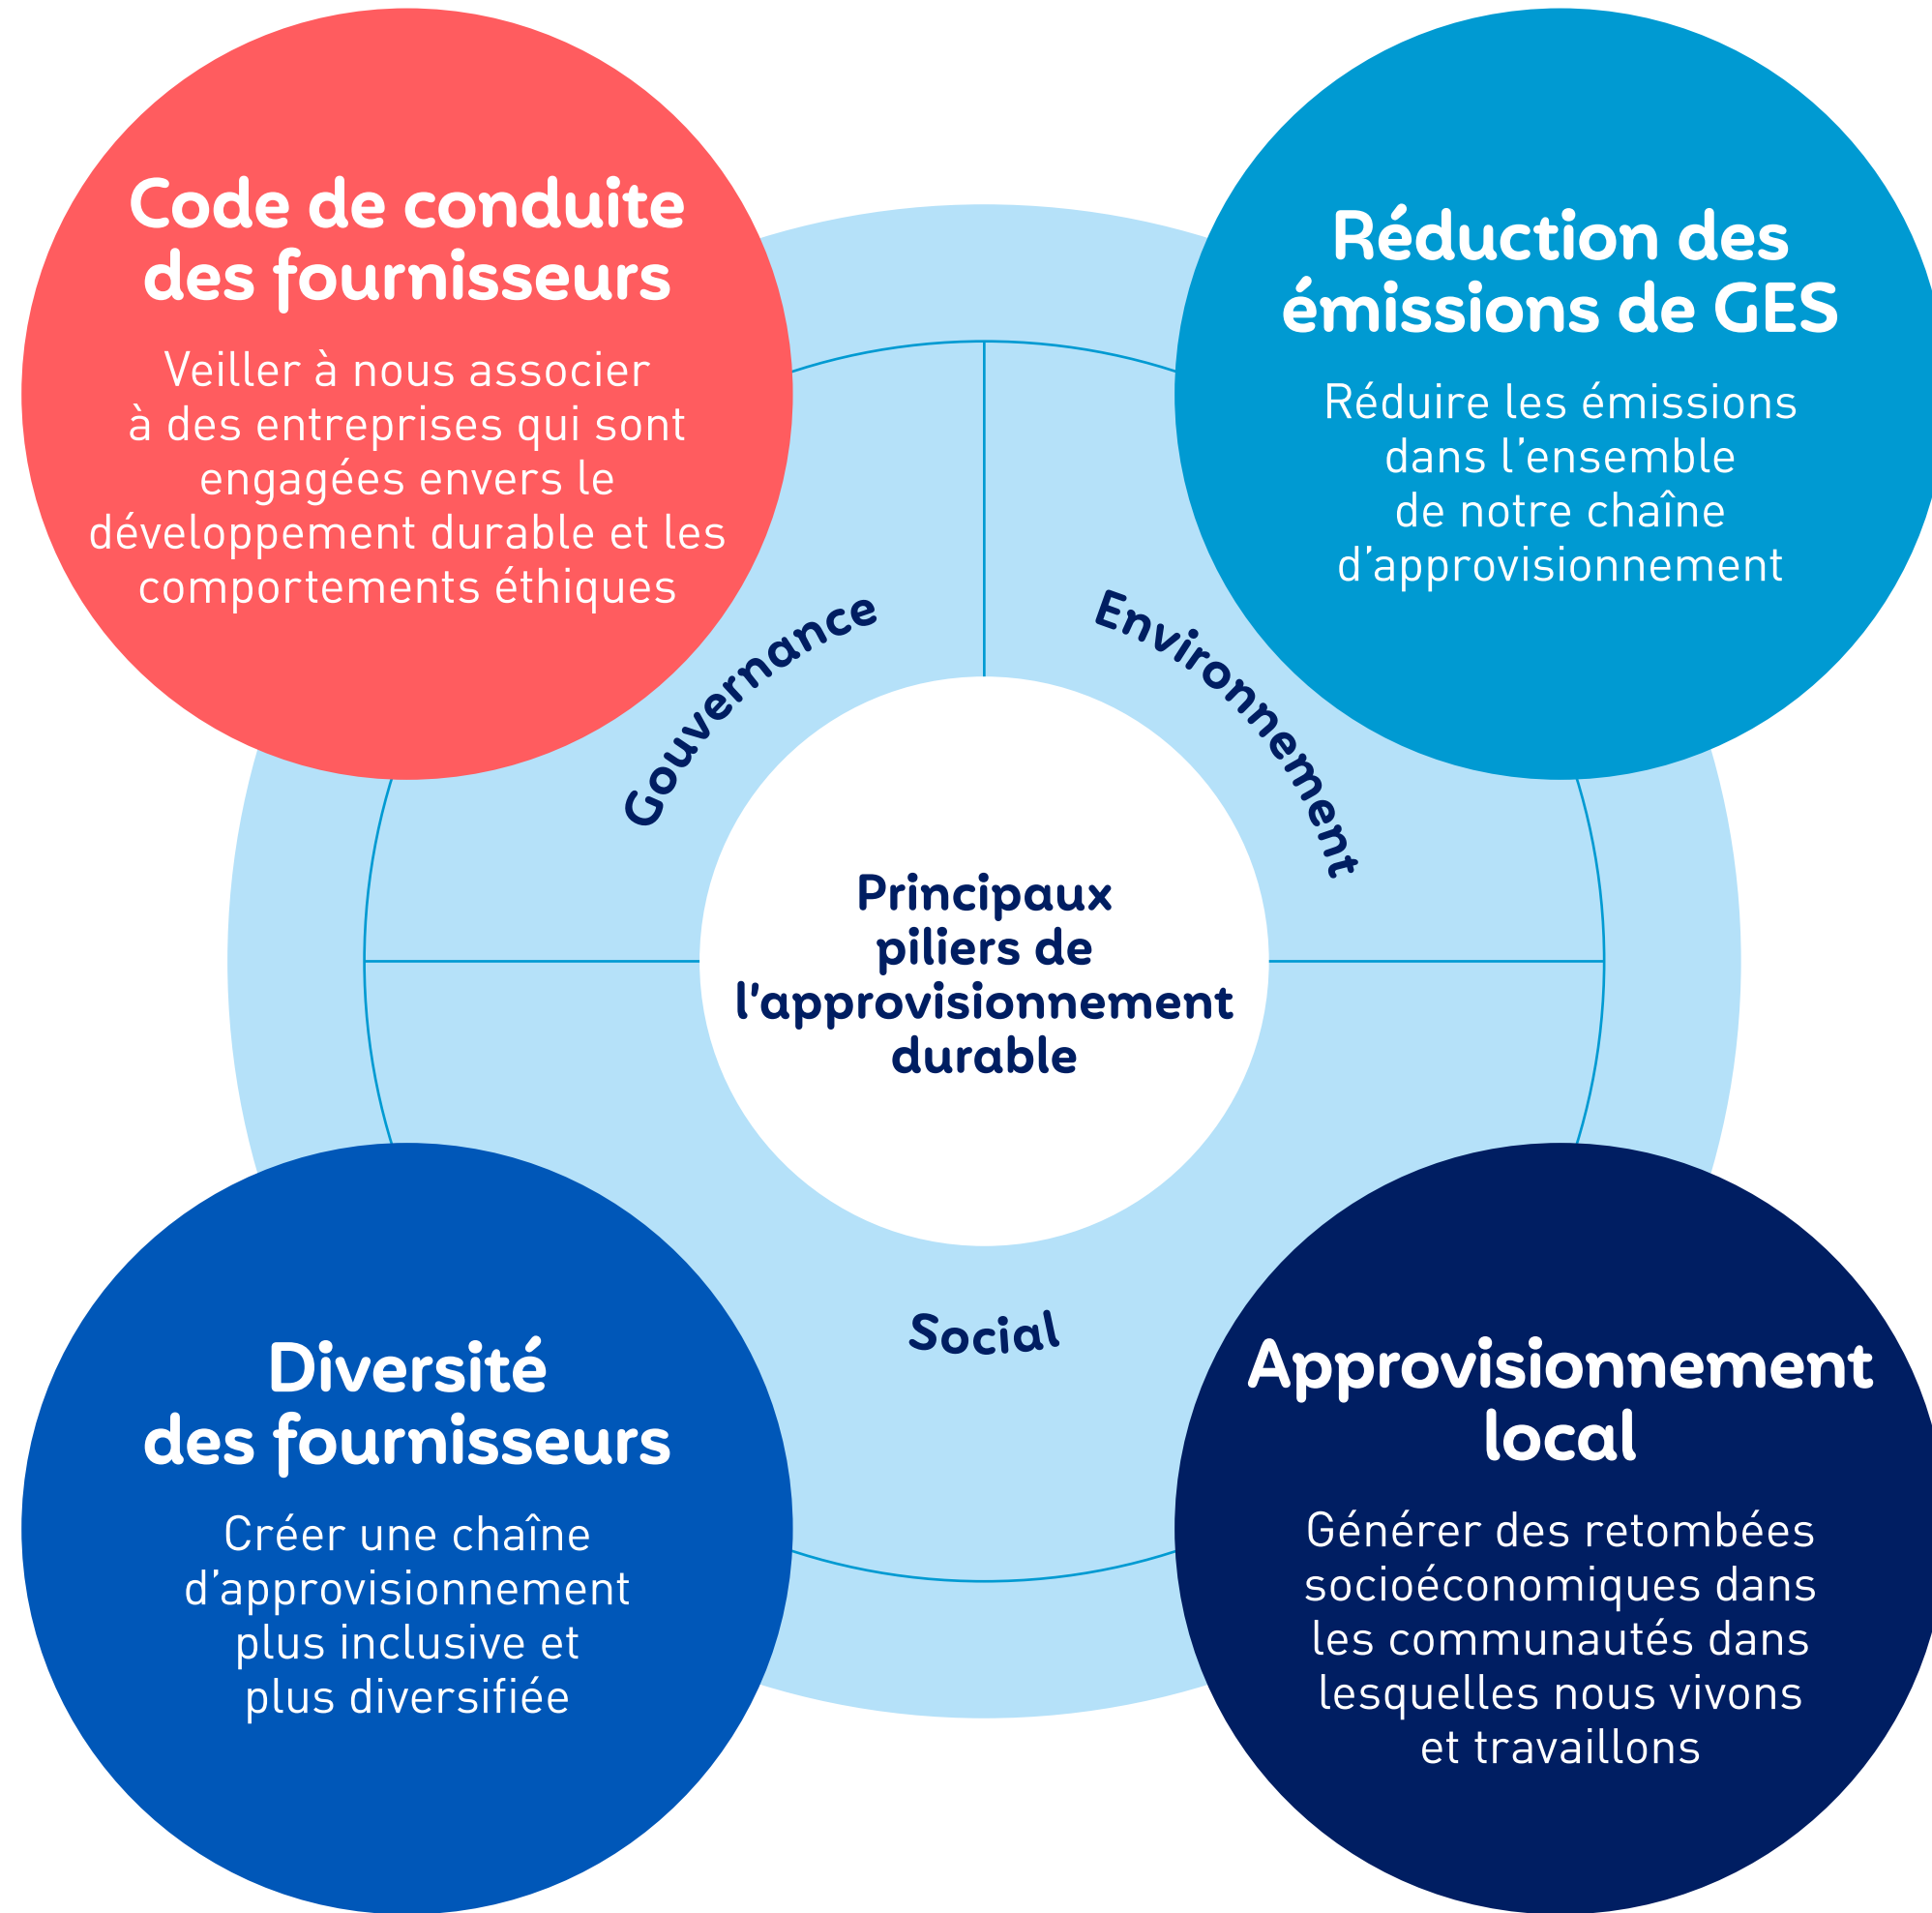 Code de conduite
des fournisseurs
Veiller à nous associer
à des entreprises qui sont
engagées envers le
développement durable et les
comportements éthiques
Réduction des
émissions de GES
Réduire les émissions
dans l’ensemble
de notre chaîne
d’approvisionnement
Gouvernance
Environnement
Principaux
piliers de
l'approvisionnement
durable
Social
Diversité
des fournisseurs
Créer une chaîne
d’approvisionnement
plus inclusive et
plus diversifiée
Approvisionnement
local
Générer des retombées
socioéconomiques dans
les communautés dans
lesquelles nous vivons
et travaillons